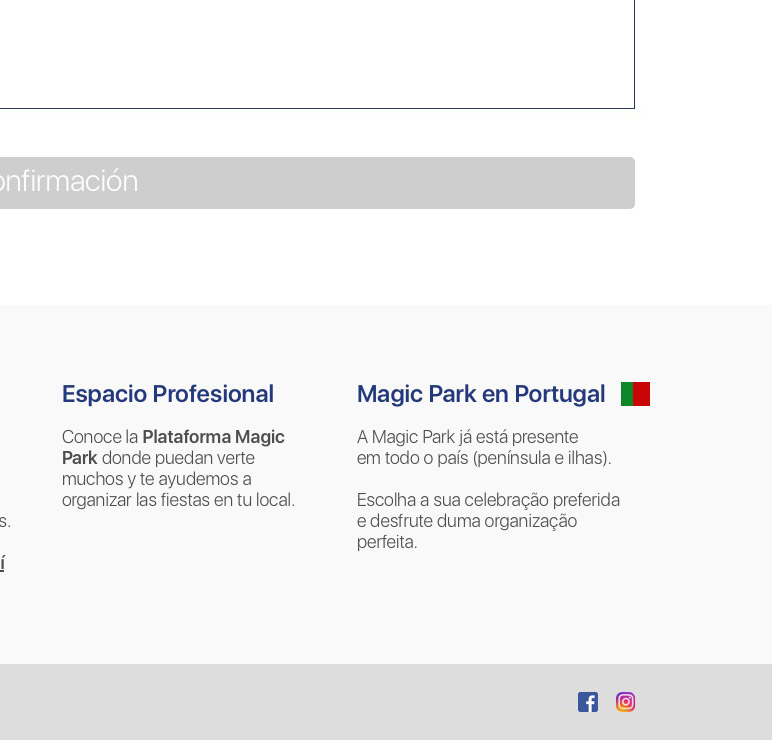 onfirmación
Espacio Profesional
Conoce la Plataforma Magic
Park donde puedan verte
muchos y te ayudemos a
organizar las fiestas en tu local.
s.
í
Magic Park en Portugal
A Magic Park já está presente
em todo o país (península e ilhas).
Escolha a sua celebração preferida
e desfrute duma organização
perfeita.